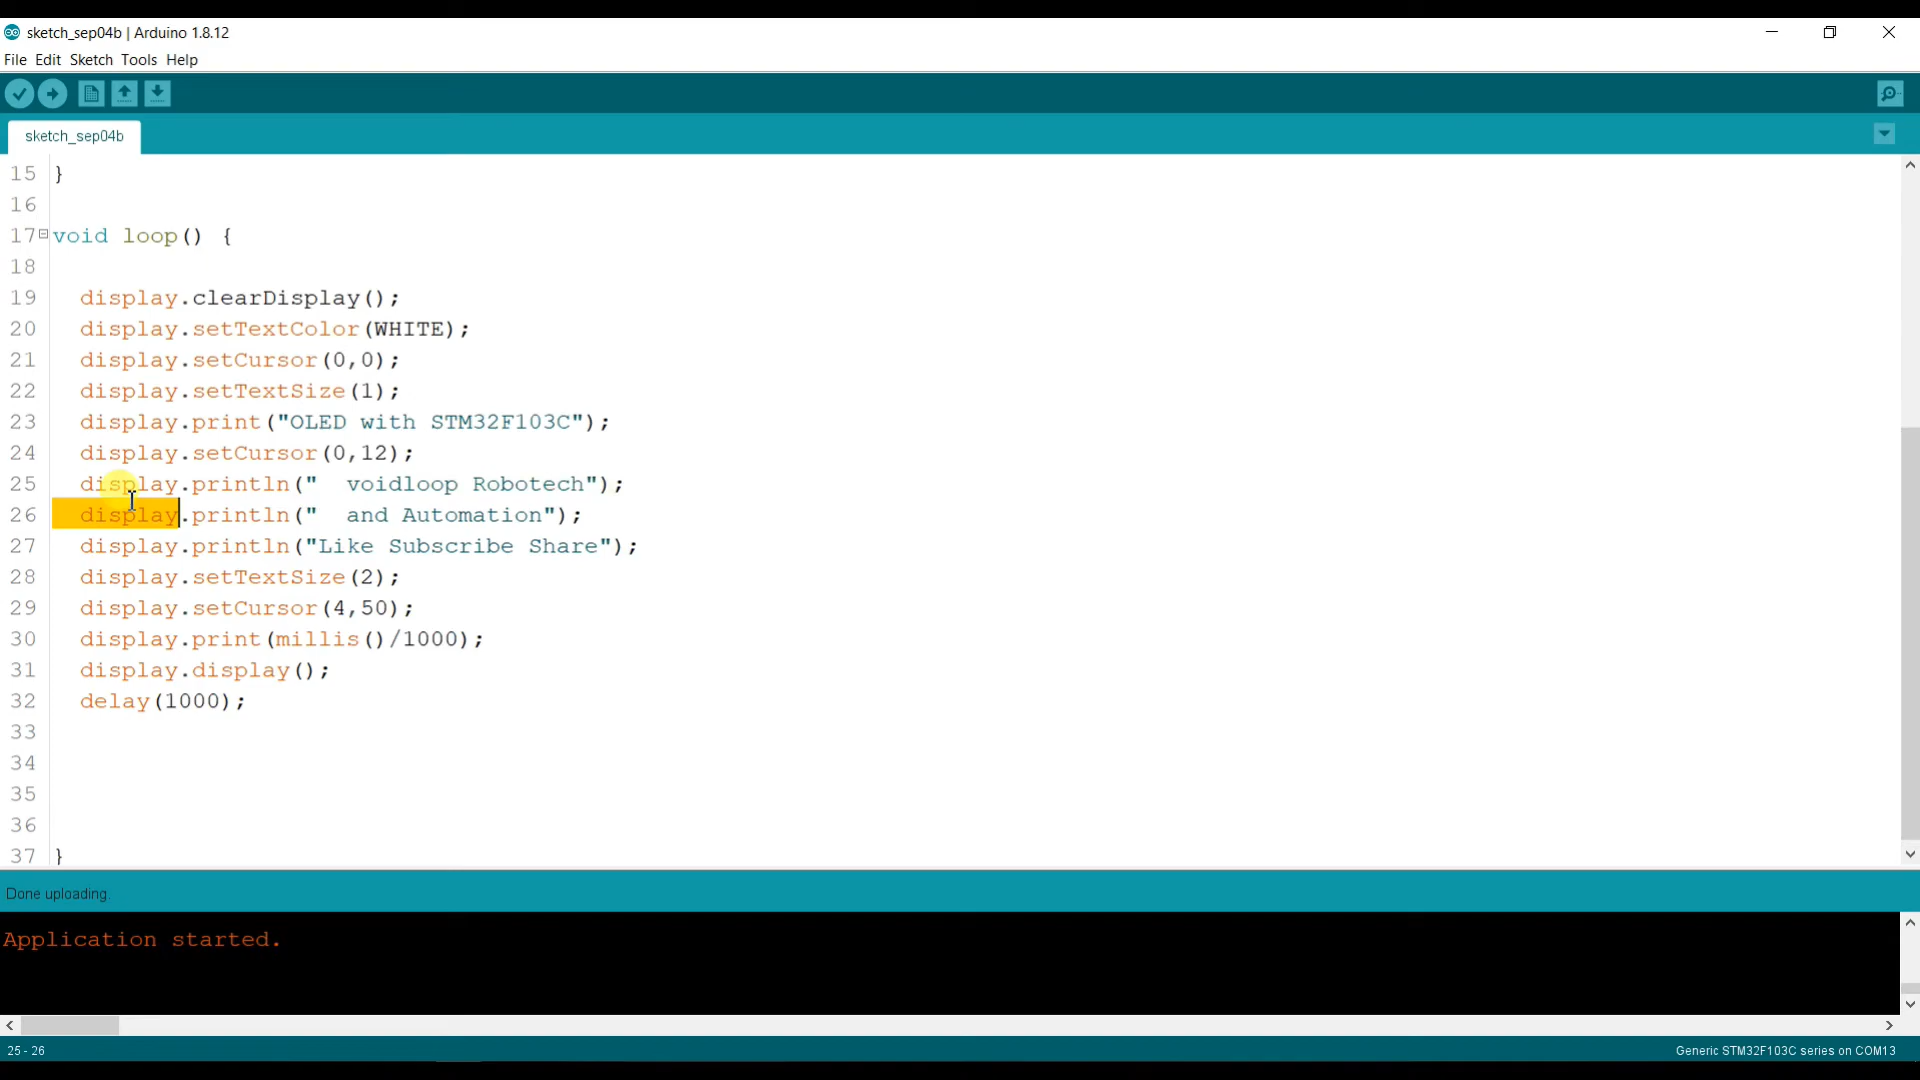 sketch_sep04b | Arduino 1.8.12
File Edit Sketch Tools Help
sketch_sep04b
15 }
16
17 void loop() {
18
19 display.clearDisplay();
20 display.setTextColor(WHITE);
21 display.setCursor(0,0);
22 display.setTextSize(1);
23 display.print("OLED with STM32F103C");
24 display.setCursor(0,12);
25 display.println("  voidloop Robotech");
26 display.println("  and Automation");
27 display.println("Like Subscribe Share");
28 display.setTextSize(2);
29 display.setCursor(4,50);
30 display.print(millis()/1000);
31 display.display();
32 delay(1000);
33
34
35
36
37 }
Done uploading.
Application started.
25 - 26
Generic STM32F103C series on COM13